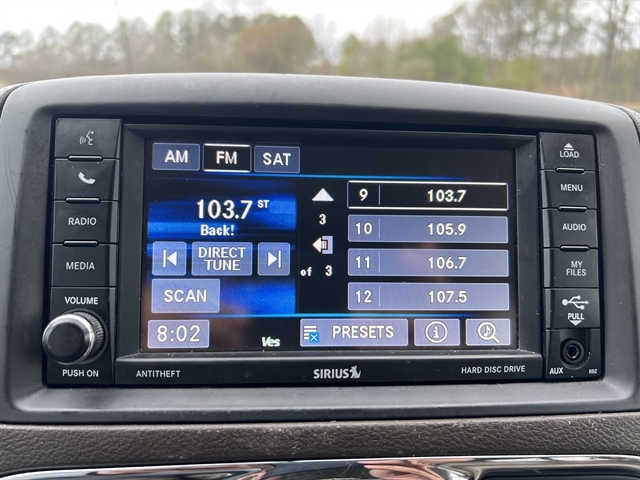 AM FM SAT
103.7 ST
Back!
DIRECT
TUNE
SCAN
8:02
3
of 3
9 103.7
10 105.9
11 106.7
12 107.5
Ves
PRESETS
RADIO
MEDIA
VOLUME
PUSH ON
LOAD
MENU
AUDIO
MY
FILES
PULL
AUX RBZ
ANTITHEFT
SIRIUS
HARD DISC DRIVE